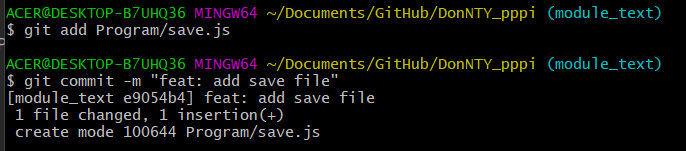 ACER@DESKTOP-B7UHQ36 MINGW64 ~/Documents/GitHub/DonNTY_pppi (module_text)
$ git add Program/save.js
ACER@DESKTOP-B7UHQ36 MINGW64 ~/Documents/GitHub/DonNTY_pppi (module_text)
$ git commit -m "feat: add save file"
[module_text e9054b4] feat: add save file
 1 file changed, 1 insertion(+)
 create mode 100644 Program/save.js